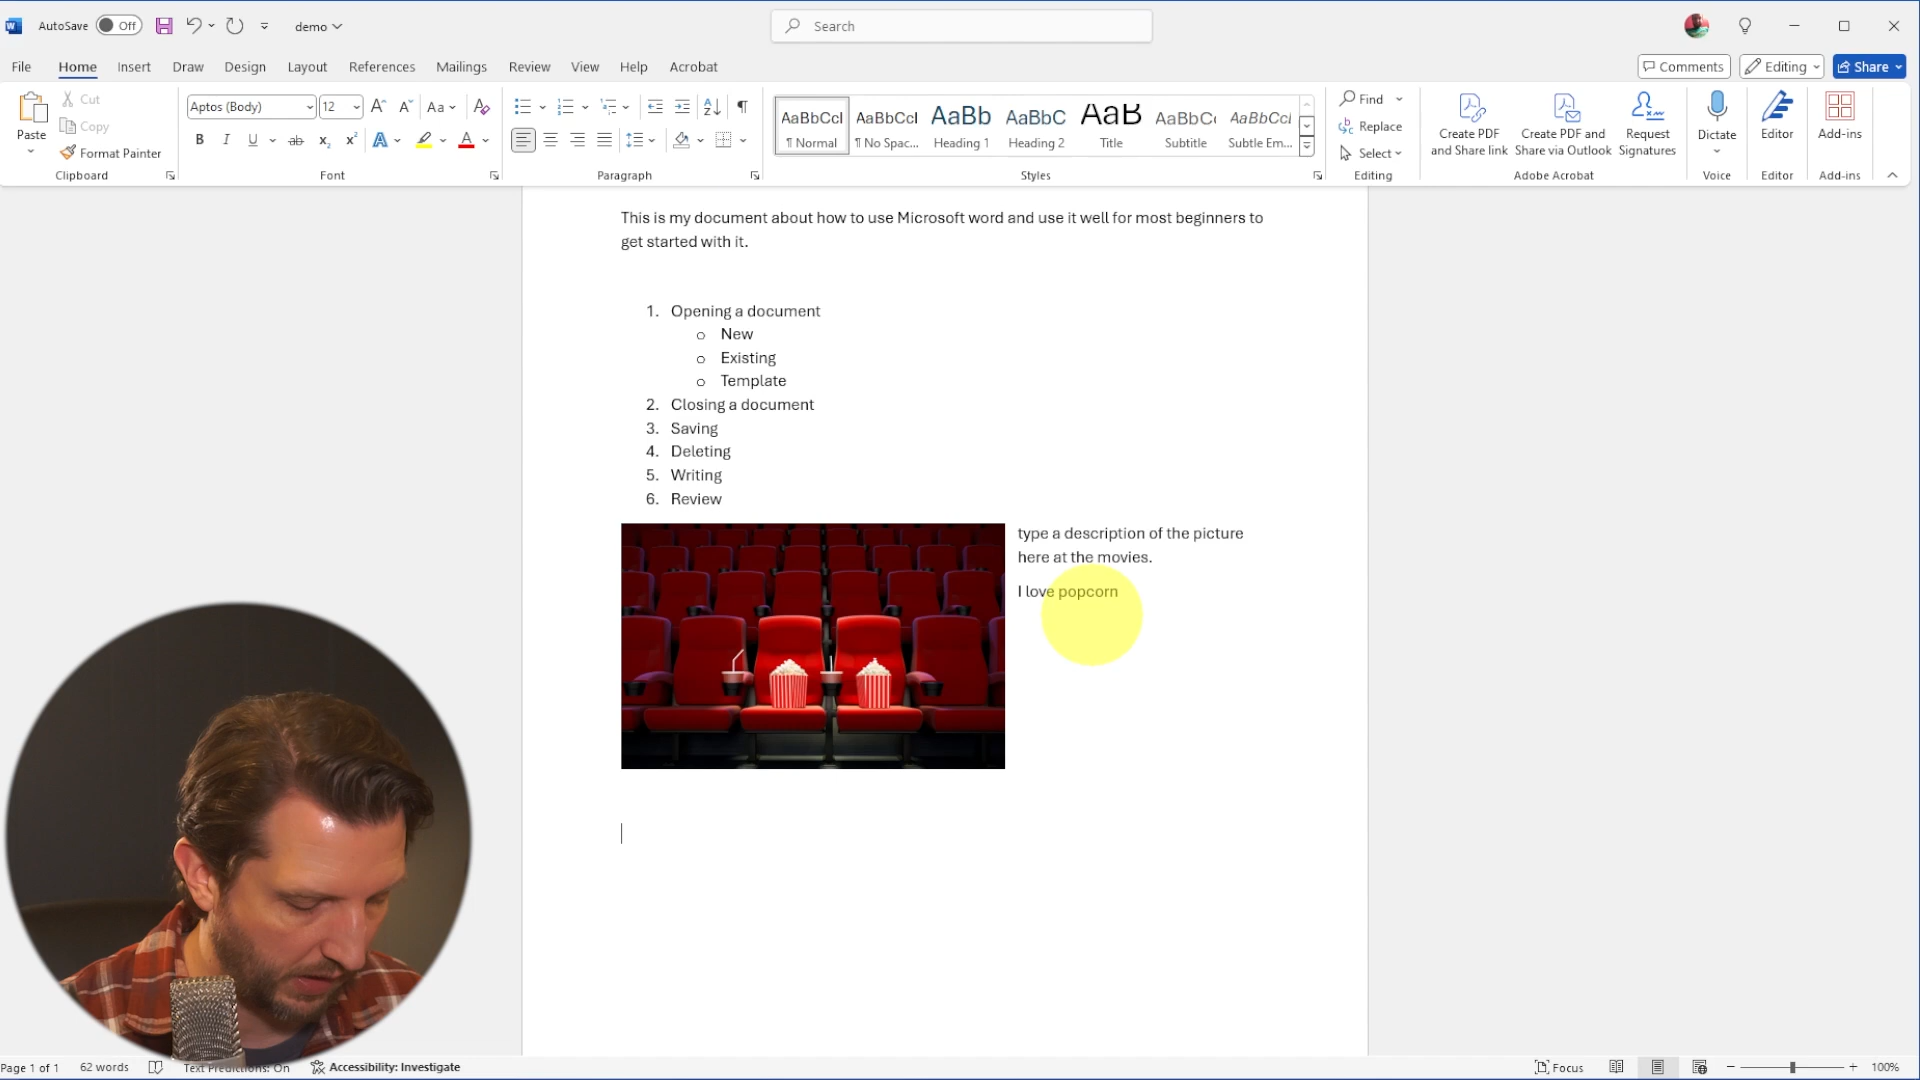 AutoSave Off demo Search
File Home Insert Draw Design Layout References Mailings Review View Help Acrobat Comments Editing Share
Paste Cut Copy Format Painter Clipboard
Aptos (Body) 12 Font
Paragraph
AaBbCcI ¶ Normal
AaBbCcI ¶ No Spac...
AaBb Heading 1
AaBbC Heading 2
AaB Title
AaBbCc Subtitle
AaBbCcI Subtle Em...
Styles
Find Replace Select Editing
Create PDF and Share link
Create PDF and Share via Outlook
Request Signatures
Adobe Acrobat
Dictate Voice
Editor Editor
Add-ins Add-ins
This is my document about how to use Microsoft word and use it well for most beginners to
get started with it.
1. Opening a document
o New
o Existing
o Template
2. Closing a document
3. Saving
4. Deleting
5. Writing
6. Review
type a description of the picture
here at the movies.
I love popcorn
Page 1 of 1 62 words Text Predictions: On Accessibility: Investigate Focus 100%